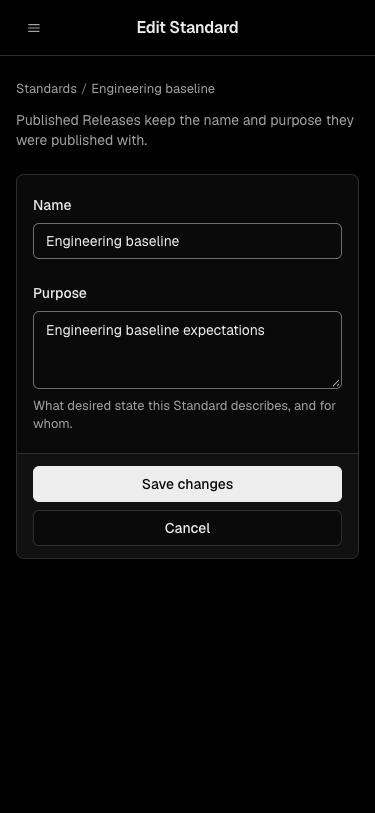 Edit Standard
Standards / Engineering baseline
Published Releases keep the name and purpose they
were published with.
Name
Engineering baseline
Purpose
Engineering baseline expectations
What desired state this Standard describes, and for
whom.
Save changes
Cancel